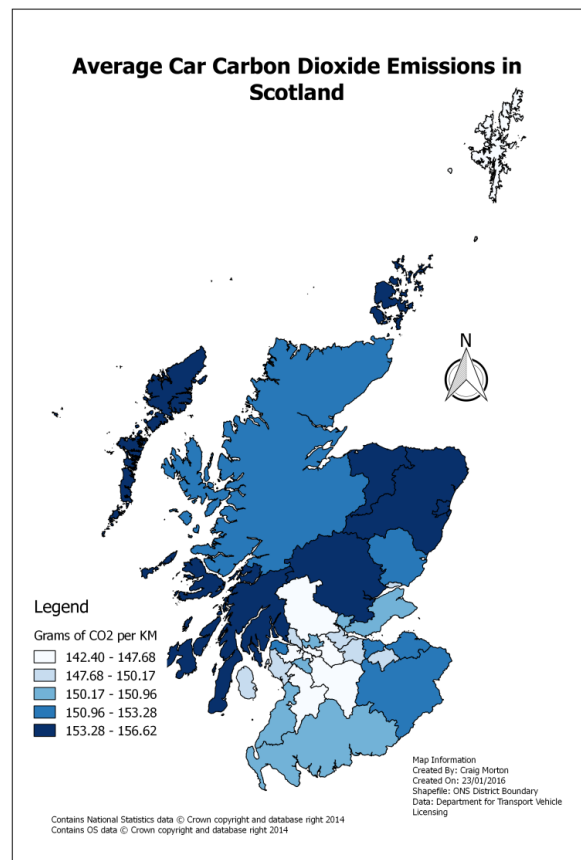 Average Car Carbon Dioxide Emissions in
Scotland
N
Legend
Grams of CO2 per KM
142.40 - 147.68
147.68 - 150.17
150.17 - 150.96
150.96 - 153.28
153.28 - 156.62
Map Information
Created By: Craig Morton
Created On: 23/01/2016
Shapefile: ONS District Boundary
Data: Department for Transport Vehicle
Licensing
Contains National Statistics data © Crown copyright and database right 2014
Contains OS data © Crown copyright and database right 2014